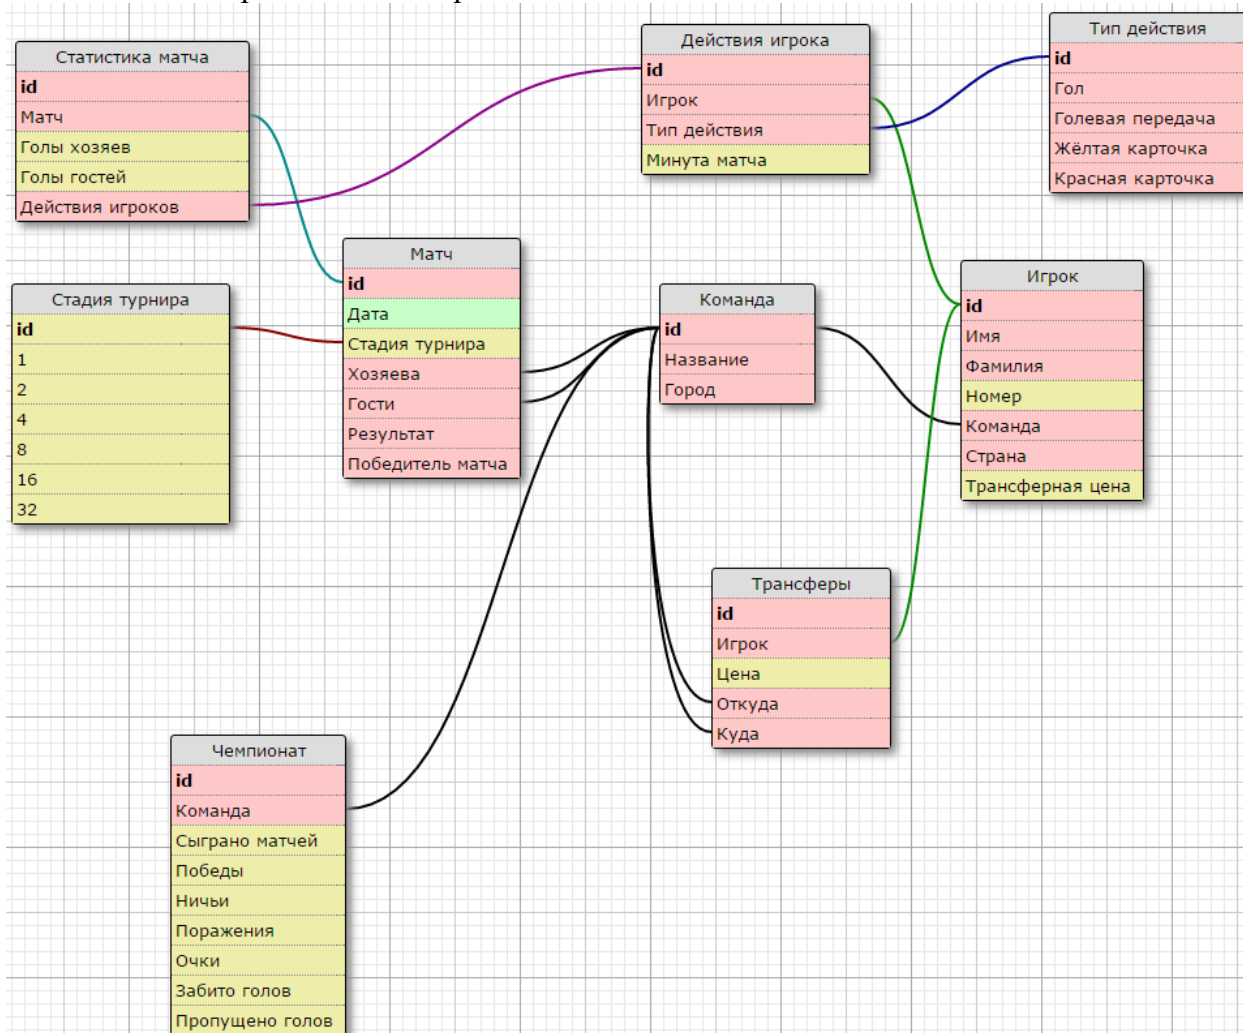 Статистика матча
id
Матч
Голы хозяев
Голы гостей
Действия игроков
Действия игрока
id
Игрок
Тип действия
Минута матча
Тип действия
id
Гол
Голевая передача
Жёлтая карточка
Красная карточка
Стадия турнира
id
1
2
4
8
16
32
Матч
id
Дата
Стадия турнира
Хозяева
Гости
Результат
Победитель матча
Команда
id
Название
Город
Игрок
id
Имя
Фамилия
Номер
Команда
Страна
Трансферная цена
Трансферы
id
Игрок
Цена
Откуда
Куда
Чемпионат
id
Команда
Сыграно матчей
Победы
Ничьи
Поражения
Очки
Забито голов
Пропущено голов